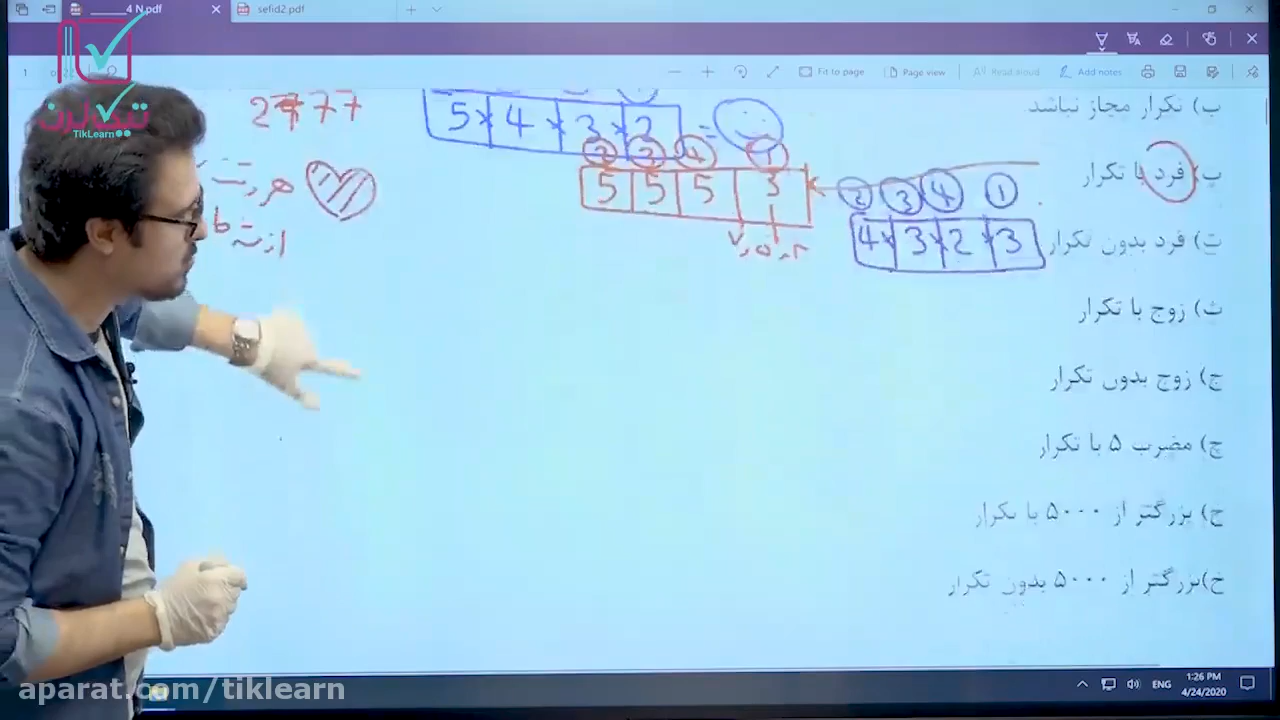 4 N.pdf
sefid2.pdf
1
Fit to page
Page view
Read aloud
Add notes
تیک لرن
TikLearn
ب) تکرار مجاز نباشد
5 × 4 × 3 × 2 =
پ) فرد با تکرار
5 5 5 3
ت) فرد بدون تکرار
4 × 3 × 2 × 3
ث) زوج با تکرار
ج) زوج بدون تکرار
چ) مضرب ۵ با تکرار
ح) بزرگتر از ۵۰۰۰ با تکرار
خ) بزرگتر از ۵۰۰۰ بدون تکرار
aparat.com/tiklearn
ENG
1:26 PM
4/24/2020